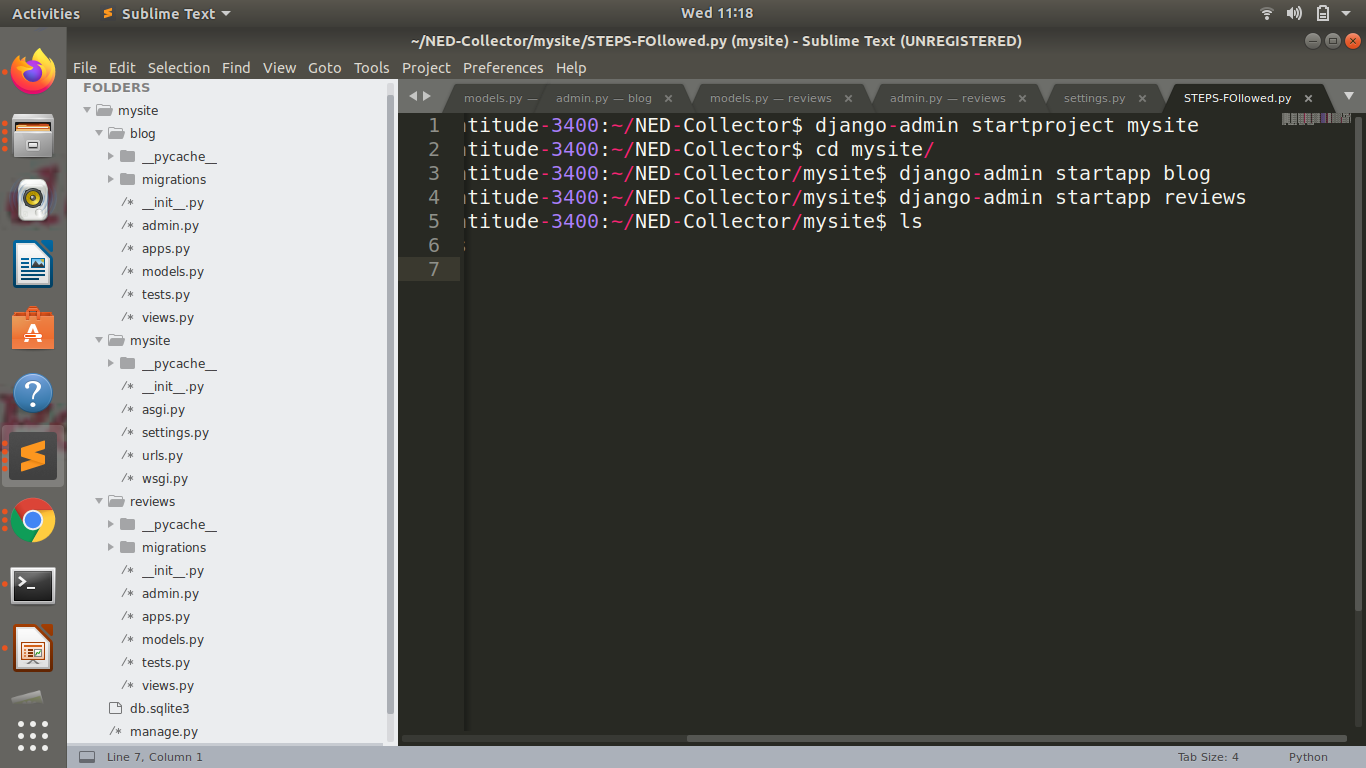 Activities
Sublime Text
Wed 11:18
~/NED-Collector/mysite/STEPS-FOllowed.py (mysite) - Sublime Text (UNREGISTERED)
File Edit Selection Find View Goto Tools Project Preferences Help
FOLDERS
mysite
blog
__pycache__
migrations
/* __init__.py
/* admin.py
/* apps.py
/* models.py
/* tests.py
/* views.py
mysite
__pycache__
/* __init__.py
/* asgi.py
/* settings.py
/* urls.py
/* wsgi.py
reviews
__pycache__
migrations
/* __init__.py
/* admin.py
/* apps.py
/* models.py
/* tests.py
/* views.py
db.sqlite3
/* manage.py
models.py —
admin.py — blog ×
models.py — reviews ×
admin.py — reviews ×
settings.py ×
STEPS-FOllowed.py ×
1 titude-3400:~/NED-Collector$ django-admin startproject mysite
2 titude-3400:~/NED-Collector$ cd mysite/
3 titude-3400:~/NED-Collector/mysite$ django-admin startapp blog
4 titude-3400:~/NED-Collector/mysite$ django-admin startapp reviews
5 titude-3400:~/NED-Collector/mysite$ ls
6
7
Line 7, Column 1
Tab Size: 4
Python